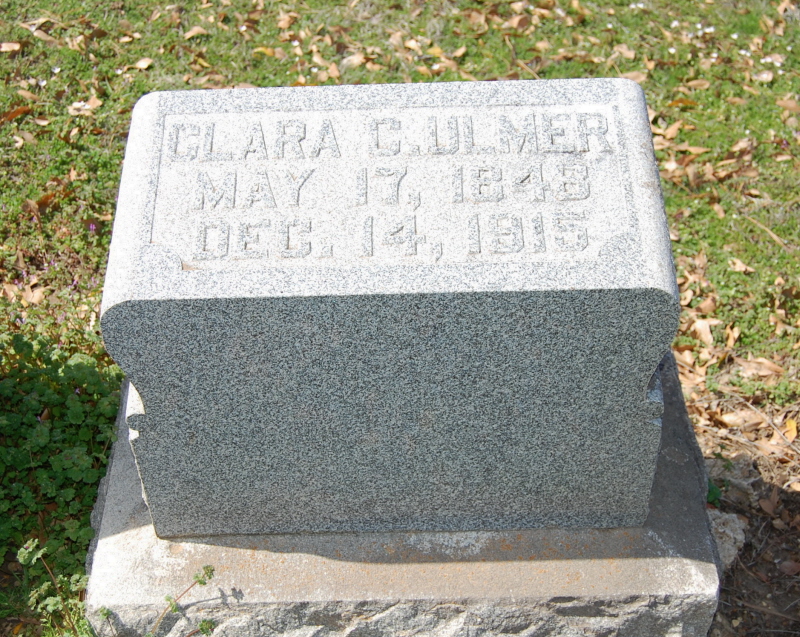 CLARA C. ULMER
MAY 17, 1848
DEC. 14, 1915